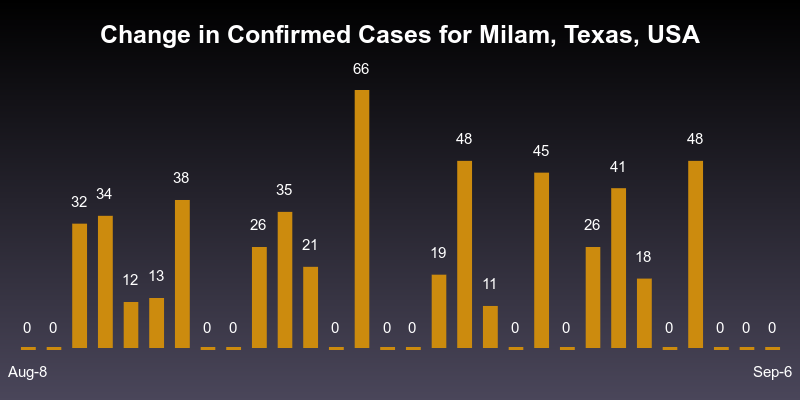 Change in Confirmed Cases for Milam, Texas, USA
0 0 32 34 12 13 38 0 0 26 35 21 0 66 0 0 19 48 11 0 45 0 26 41 18 0 48 0 0 0
Aug-8 Sep-6